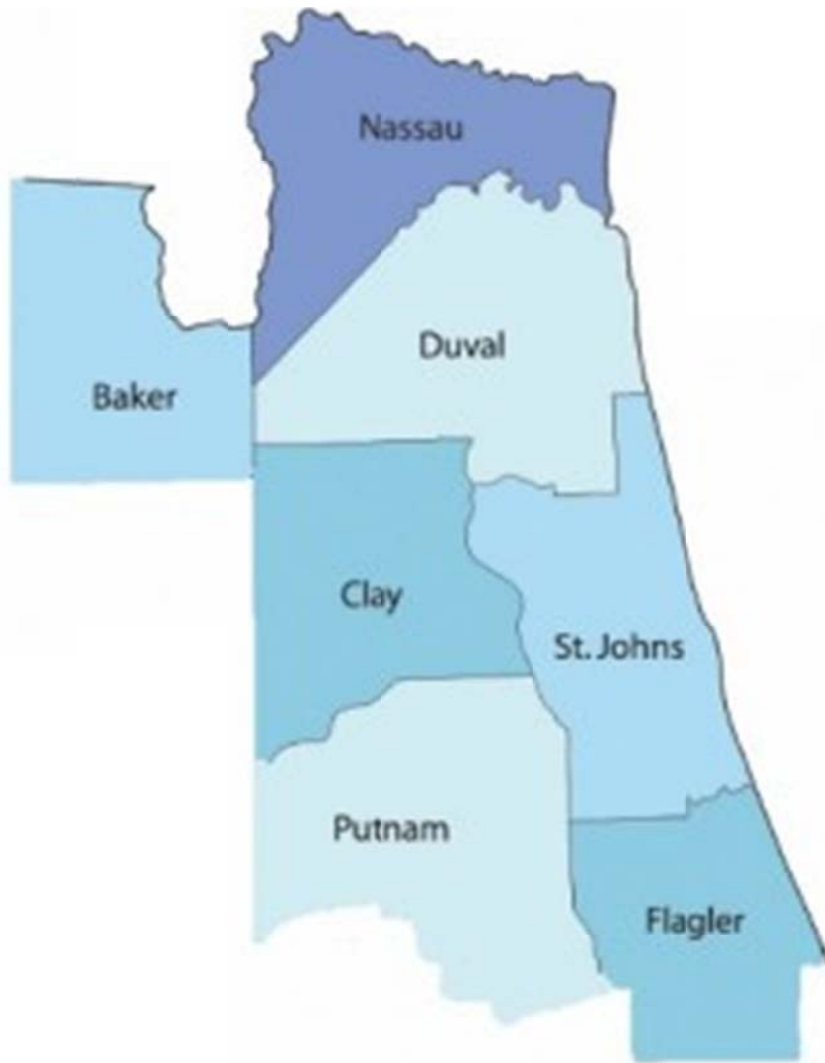 Nassau
Duval
Baker
Clay
St. Johns
Putnam
Flagler